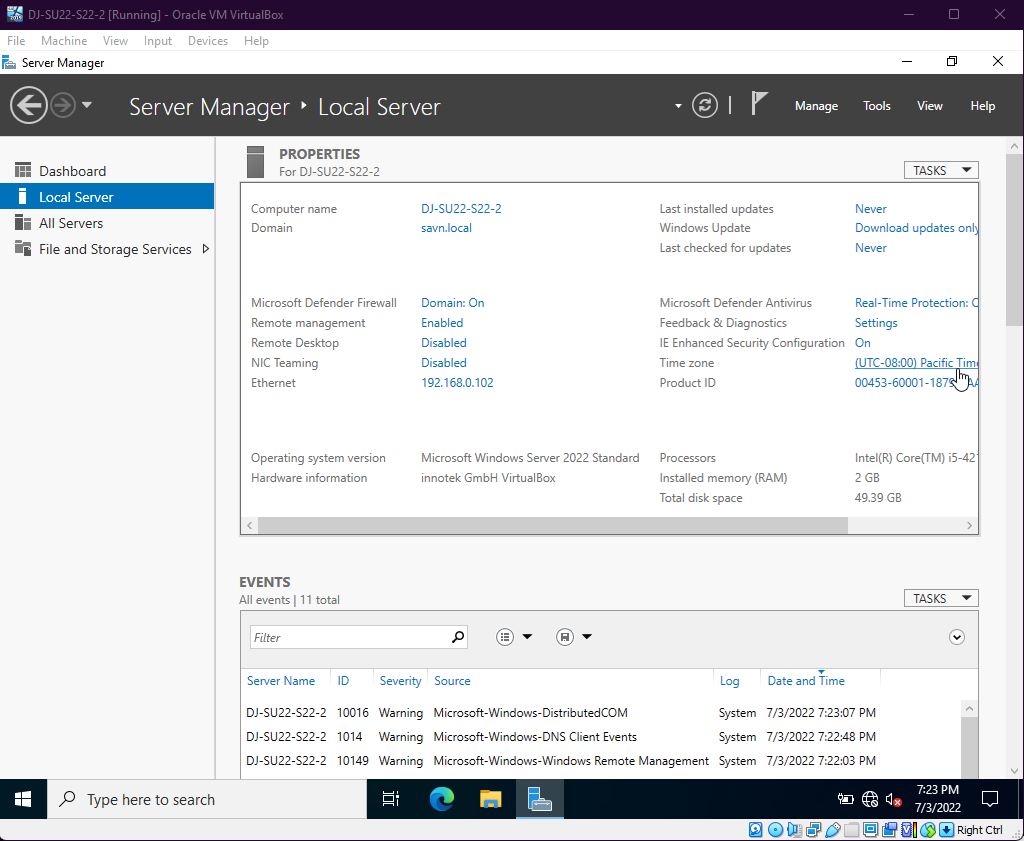 DJ-SU22-S22-2 [Running] - Oracle VM VirtualBox
File Machine View Input Devices Help
Server Manager
Server Manager Local Server
Manage Tools View Help
Dashboard
Local Server
All Servers
File and Storage Services
PROPERTIES
For DJ-SU22-S22-2
TASKS
Computer name DJ-SU22-S22-2 Last installed updates Never
Domain savn.local Windows Update Download updates only
Last checked for updates Never
Microsoft Defender Firewall Domain: On Microsoft Defender Antivirus Real-Time Protection:
Remote management Enabled Feedback & Diagnostics Settings
Remote Desktop Disabled IE Enhanced Security Configuration On
NIC Teaming Disabled Time zone (UTC-08:00) Pacific Tim
Ethernet 192.168.0.102 Product ID 00453-60001-1879
Operating system version Microsoft Windows Server 2022 Standard Processors Intel(R) Core(TM) i5-421
Hardware information innotek GmbH VirtualBox Installed memory (RAM) 2 GB
Total disk space 49.39 GB
EVENTS
All events | 11 total
TASKS
Filter
Server Name ID Severity Source Log Date and Time
DJ-SU22-S22-2 10016 Warning Microsoft-Windows-DistributedCOM System 7/3/2022 7:23:07 PM
DJ-SU22-S22-2 1014 Warning Microsoft-Windows-DNS Client Events System 7/3/2022 7:22:48 PM
DJ-SU22-S22-2 10149 Warning Microsoft-Windows-Windows Remote Management System 7/3/2022 7:22:03 PM
Type here to search
7:23 PM
7/3/2022
Right Ctrl